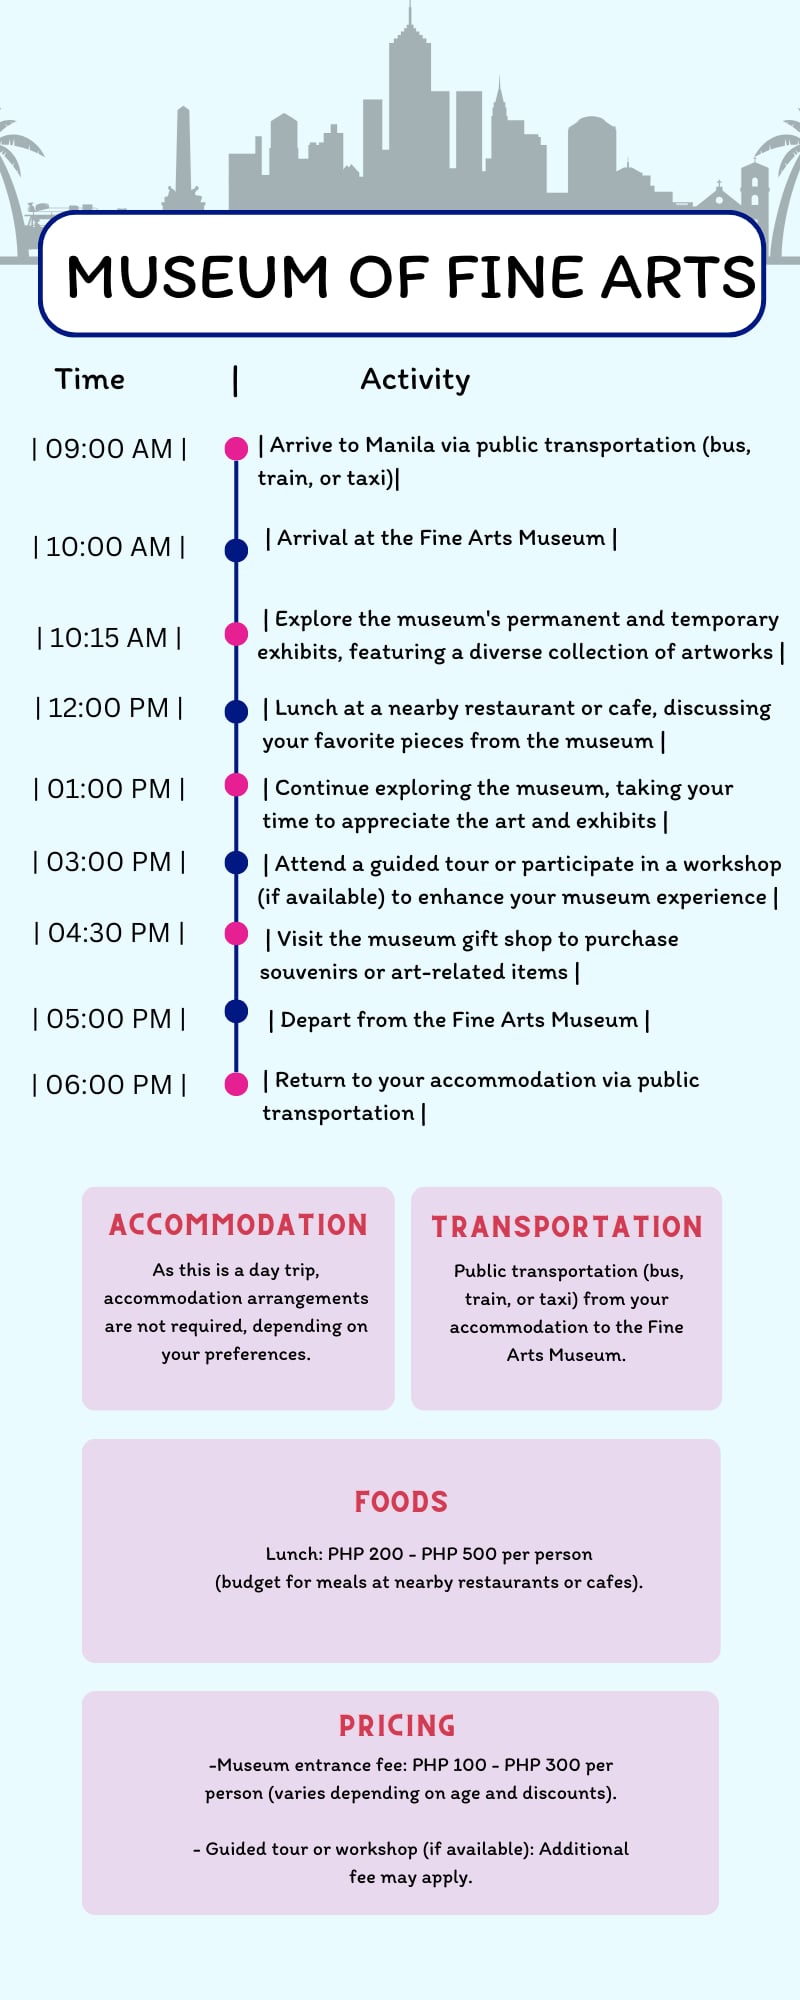 MUSEUM OF FINE ARTS
Time | Activity
| 09:00 AM |
| Arrive to Manila via public transportation (bus,
train, or taxi)|
| 10:00 AM |
| Arrival at the Fine Arts Museum |
| 10:15 AM |
| Explore the museum's permanent and temporary
exhibits, featuring a diverse collection of artworks |
| 12:00 PM |
| Lunch at a nearby restaurant or cafe, discussing
your favorite pieces from the museum |
| 01:00 PM |
| Continue exploring the museum, taking your
time to appreciate the art and exhibits |
| 03:00 PM |
| Attend a guided tour or participate in a workshop
(if available) to enhance your museum experience |
| 04:30 PM |
| Visit the museum gift shop to purchase
souvenirs or art-related items |
| 05:00 PM |
| Depart from the Fine Arts Museum |
| 06:00 PM |
| Return to your accommodation via public
transportation |
ACCOMMODATION
As this is a day trip,
accommodation arrangements
are not required, depending on
your preferences.
TRANSPORTATION
Public transportation (bus,
train, or taxi) from your
accommodation to the Fine
Arts Museum.
FOODS
Lunch: PHP 200 - PHP 500 per person
(budget for meals at nearby restaurants or cafes).
PRICING
-Museum entrance fee: PHP 100 - PHP 300 per
person (varies depending on age and discounts).
- Guided tour or workshop (if available): Additional
fee may apply.